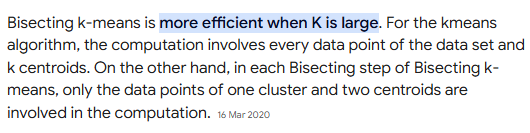 Bisecting k-means is more efficient when K is large. For the kmeans
algorithm, the computation involves every data point of the data set and
k centroids. On the other hand, in each Bisecting step of Bisecting k-
means, only the data points of one cluster and two centroids are
involved in the computation. 16 Mar 2020